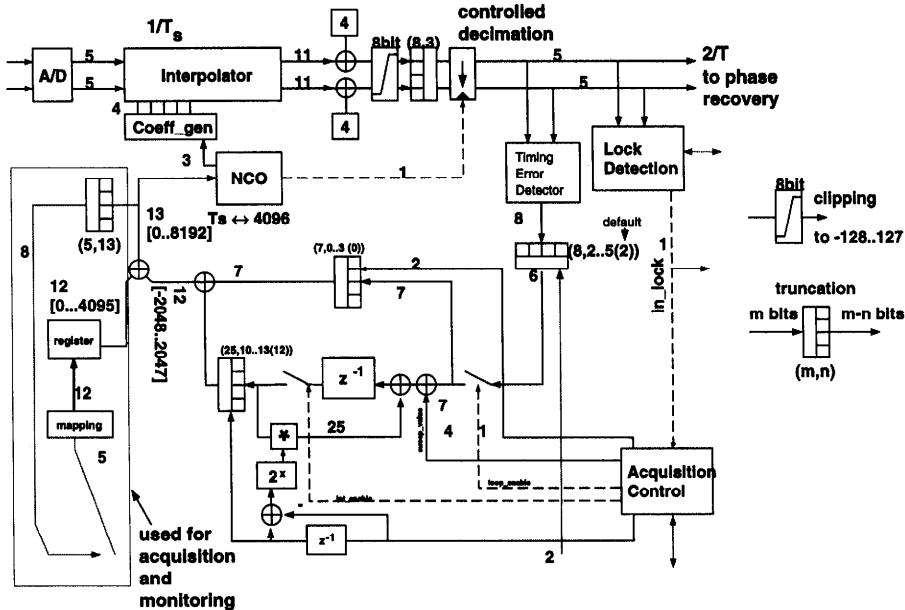 controlled
decimation
1/T_s
4
8bit
(8,3)
A/D
5
5
Interpolator
11
11
5
5
2/T
to phase
recovery
4
4
Coeff_gen
3
NCO
1
Ts ↔ 4096
Timing
Error
Detector
Lock
Detection
8
default
(8,2..5(2))
6
1
in_lock
8bit
clipping
to -128..127
truncation
m bits
m-n bits
(m,n)
(5,13)
13
[0..8192]
8
12
[0...4095]
12
[-2048..2047]
7
(7,0..3 (0))
2
7
register
12
mapping
5
(25,10..13(12))
z⁻¹
7
4
1
*
25
2ˣ
-
z⁻¹
int_enable
loop_enable
2
Acquisition
Control
used for
acquisition
and
monitoring